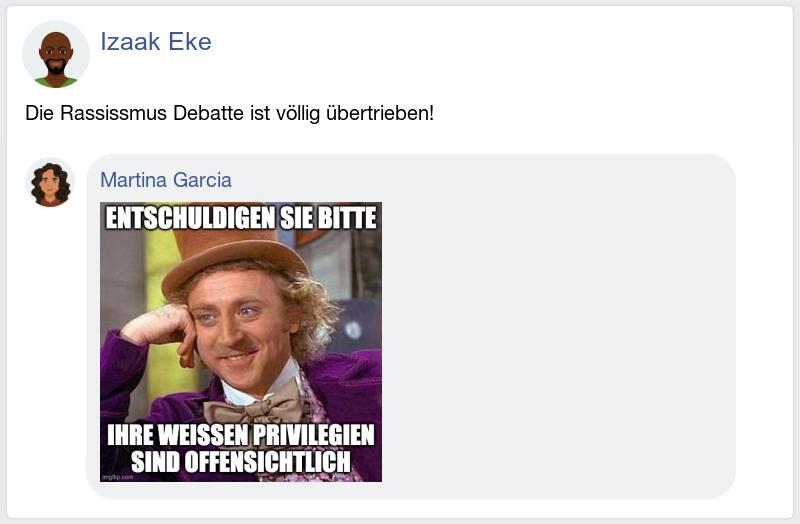 Izaak Eke
Die Rassissmus Debatte ist völlig übertrieben!
Martina Garcia
ENTSCHULDIGEN SIE BITTE
IHRE WEISSEN PRIVILEGIEN
SIND OFFENSICHTLICH
imgflip.com